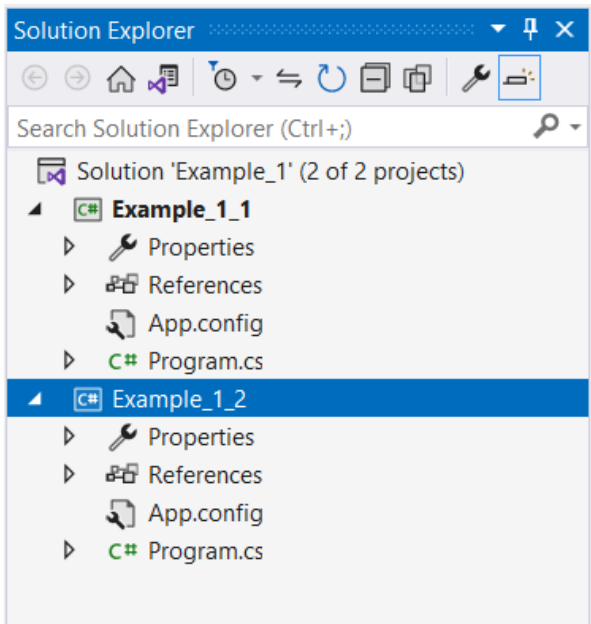 Solution Explorer
Search Solution Explorer (Ctrl+;)
Solution 'Example_1' (2 of 2 projects)
C# Example_1_1
Properties
References
App.config
C# Program.cs
C# Example_1_2
Properties
References
App.config
C# Program.cs